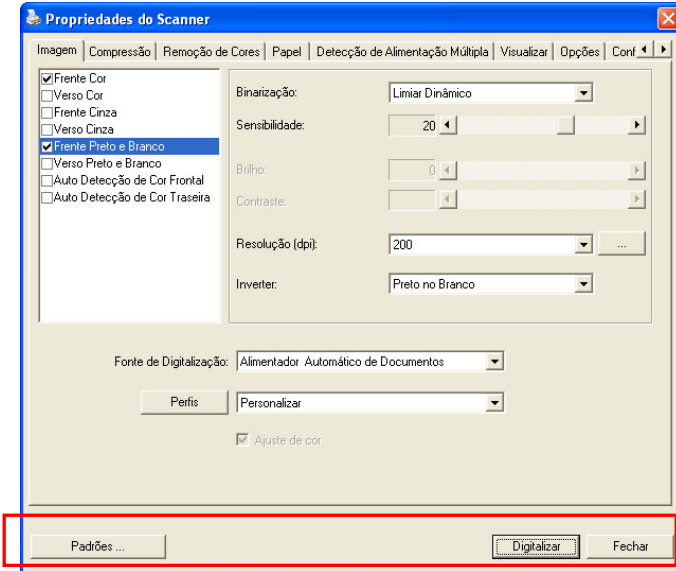 Propriedades do Scanner
Imagem Compressão Remoção de Cores Papel Detecção de Alimentação Múltipla Visualizar Opções Conf
Frente Cor
Verso Cor
Frente Cinza
Verso Cinza
Frente Preto e Branco
Verso Preto e Branco
Auto Detecção de Cor Frontal
Auto Detecção de Cor Traseira
Binarização: Limiar Dinâmico
Sensibilidade: 20
Brilho: 0
Contraste:
Resolução (dpi): 200 ...
Inverter: Preto no Branco
Fonte de Digitalização: Alimentador Automático de Documentos
Perfis Personalizar
Ajuste de cor
Padrões ... Digitalizar Fechar